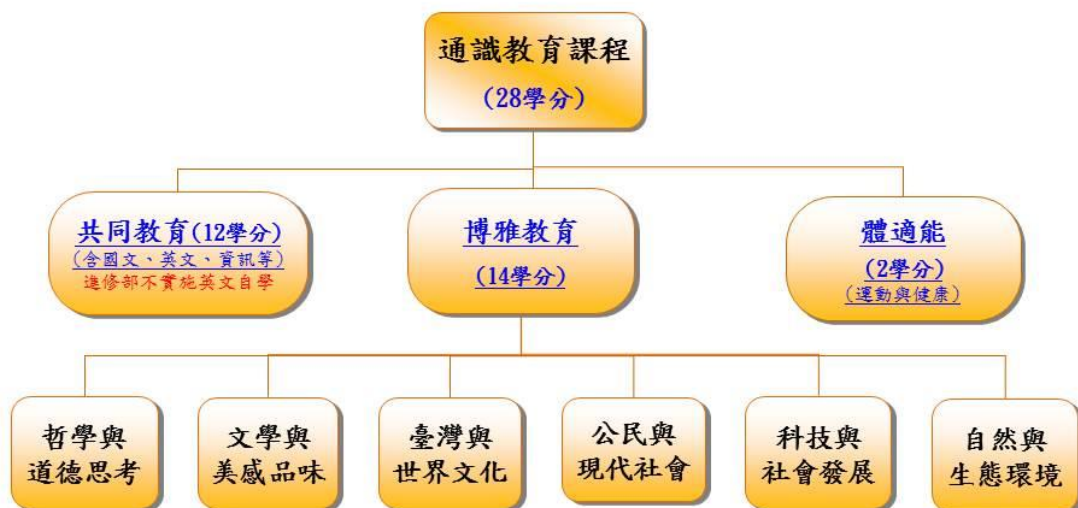 通識教育課程
(28學分)
共同教育(12學分)
(含國文、英文、資訊等)
進修部不實施英文自學
博雅教育
(14學分)
體適能
(2學分)
(運動與健康)
哲學與
道德思考
文學與
美感品味
臺灣與
世界文化
公民與
現代社會
科技與
社會發展
自然與
生態環境